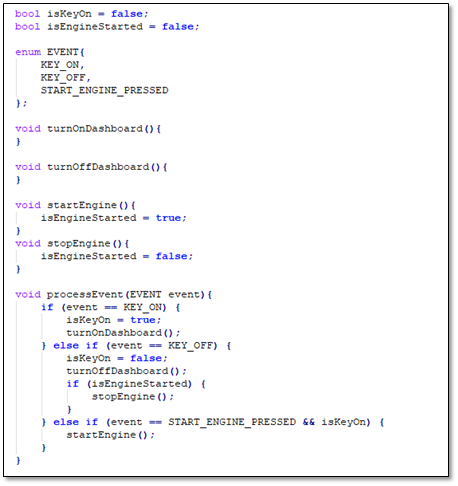 bool isKeyOn = false;
bool isEngineStarted = false;

enum EVENT{
    KEY_ON,
    KEY_OFF,
    START_ENGINE_PRESSED
};

void turnOnDashboard(){
}

void turnOffDashboard(){
}

void startEngine(){
    isEngineStarted = true;
}
void stopEngine(){
    isEngineStarted = false;
}

void processEvent(EVENT event){
    if (event == KEY_ON) {
        isKeyOn = true;
        turnOnDashboard();
    } else if (event == KEY_OFF) {
        isKeyOn = false;
        turnOffDashboard();
        if (isEngineStarted) {
            stopEngine();
        }
    } else if (event == START_ENGINE_PRESSED && isKeyOn) {
        startEngine();
    }
}